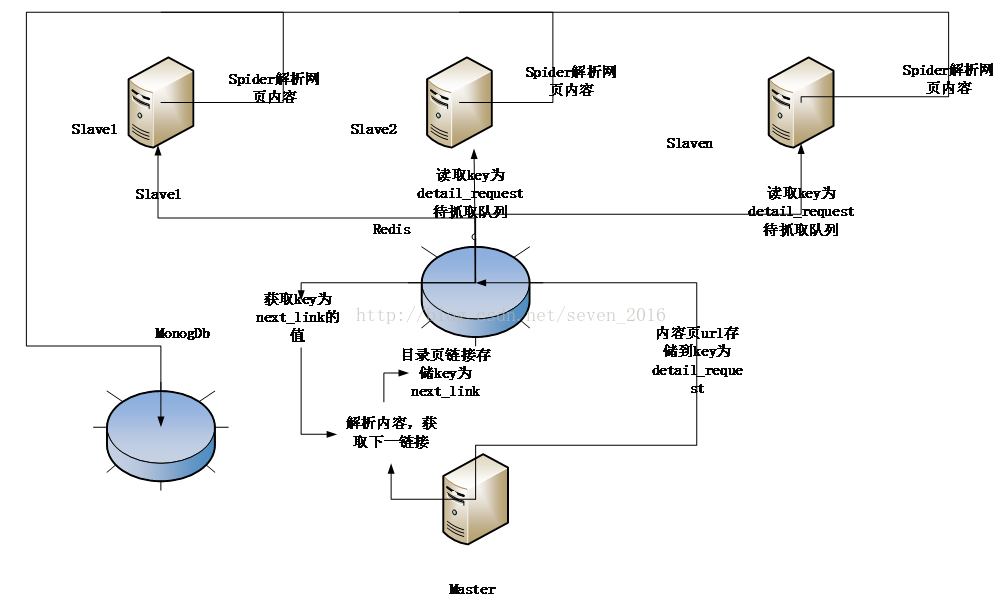 Spider解析网
页内容
Spider解析网
页内容
Spider解析网
页内容
Slave1
Slave2
Slaven
Slave1
读取key为
detail_request
待抓取队列
读取key为
detail_request
待抓取队列
Redis
获取key为
next_link的
值
http://blog.csdn.net/seven_2016
MonogDb
内容页url存
储到key为
detail_reque
st
目录页链接存
储key为
next_link
解析内容，获
取下一链接
Master